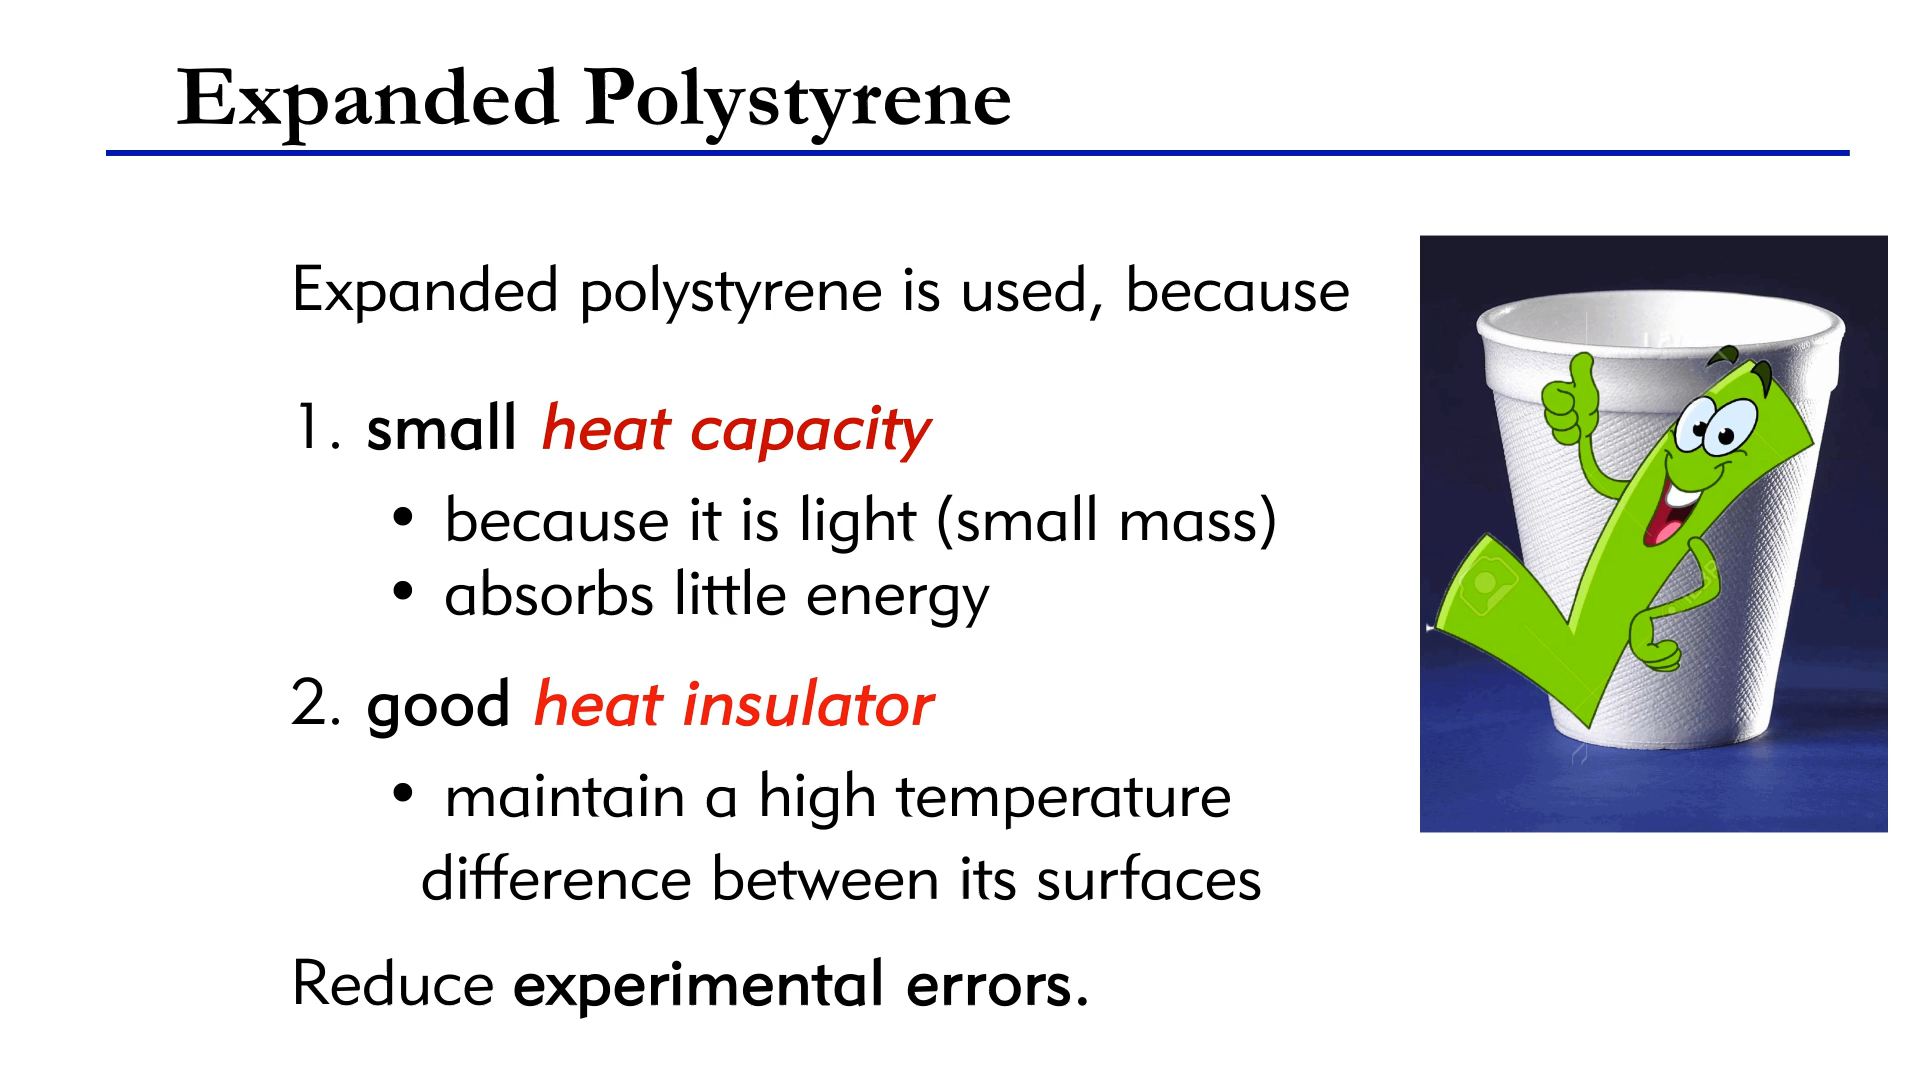 Expanded Polystyrene
Expanded polystyrene is used, because
1. small heat capacity
• because it is light (small mass)
• absorbs little energy
2. good heat insulator
• maintain a high temperature
difference between its surfaces
Reduce experimental errors.